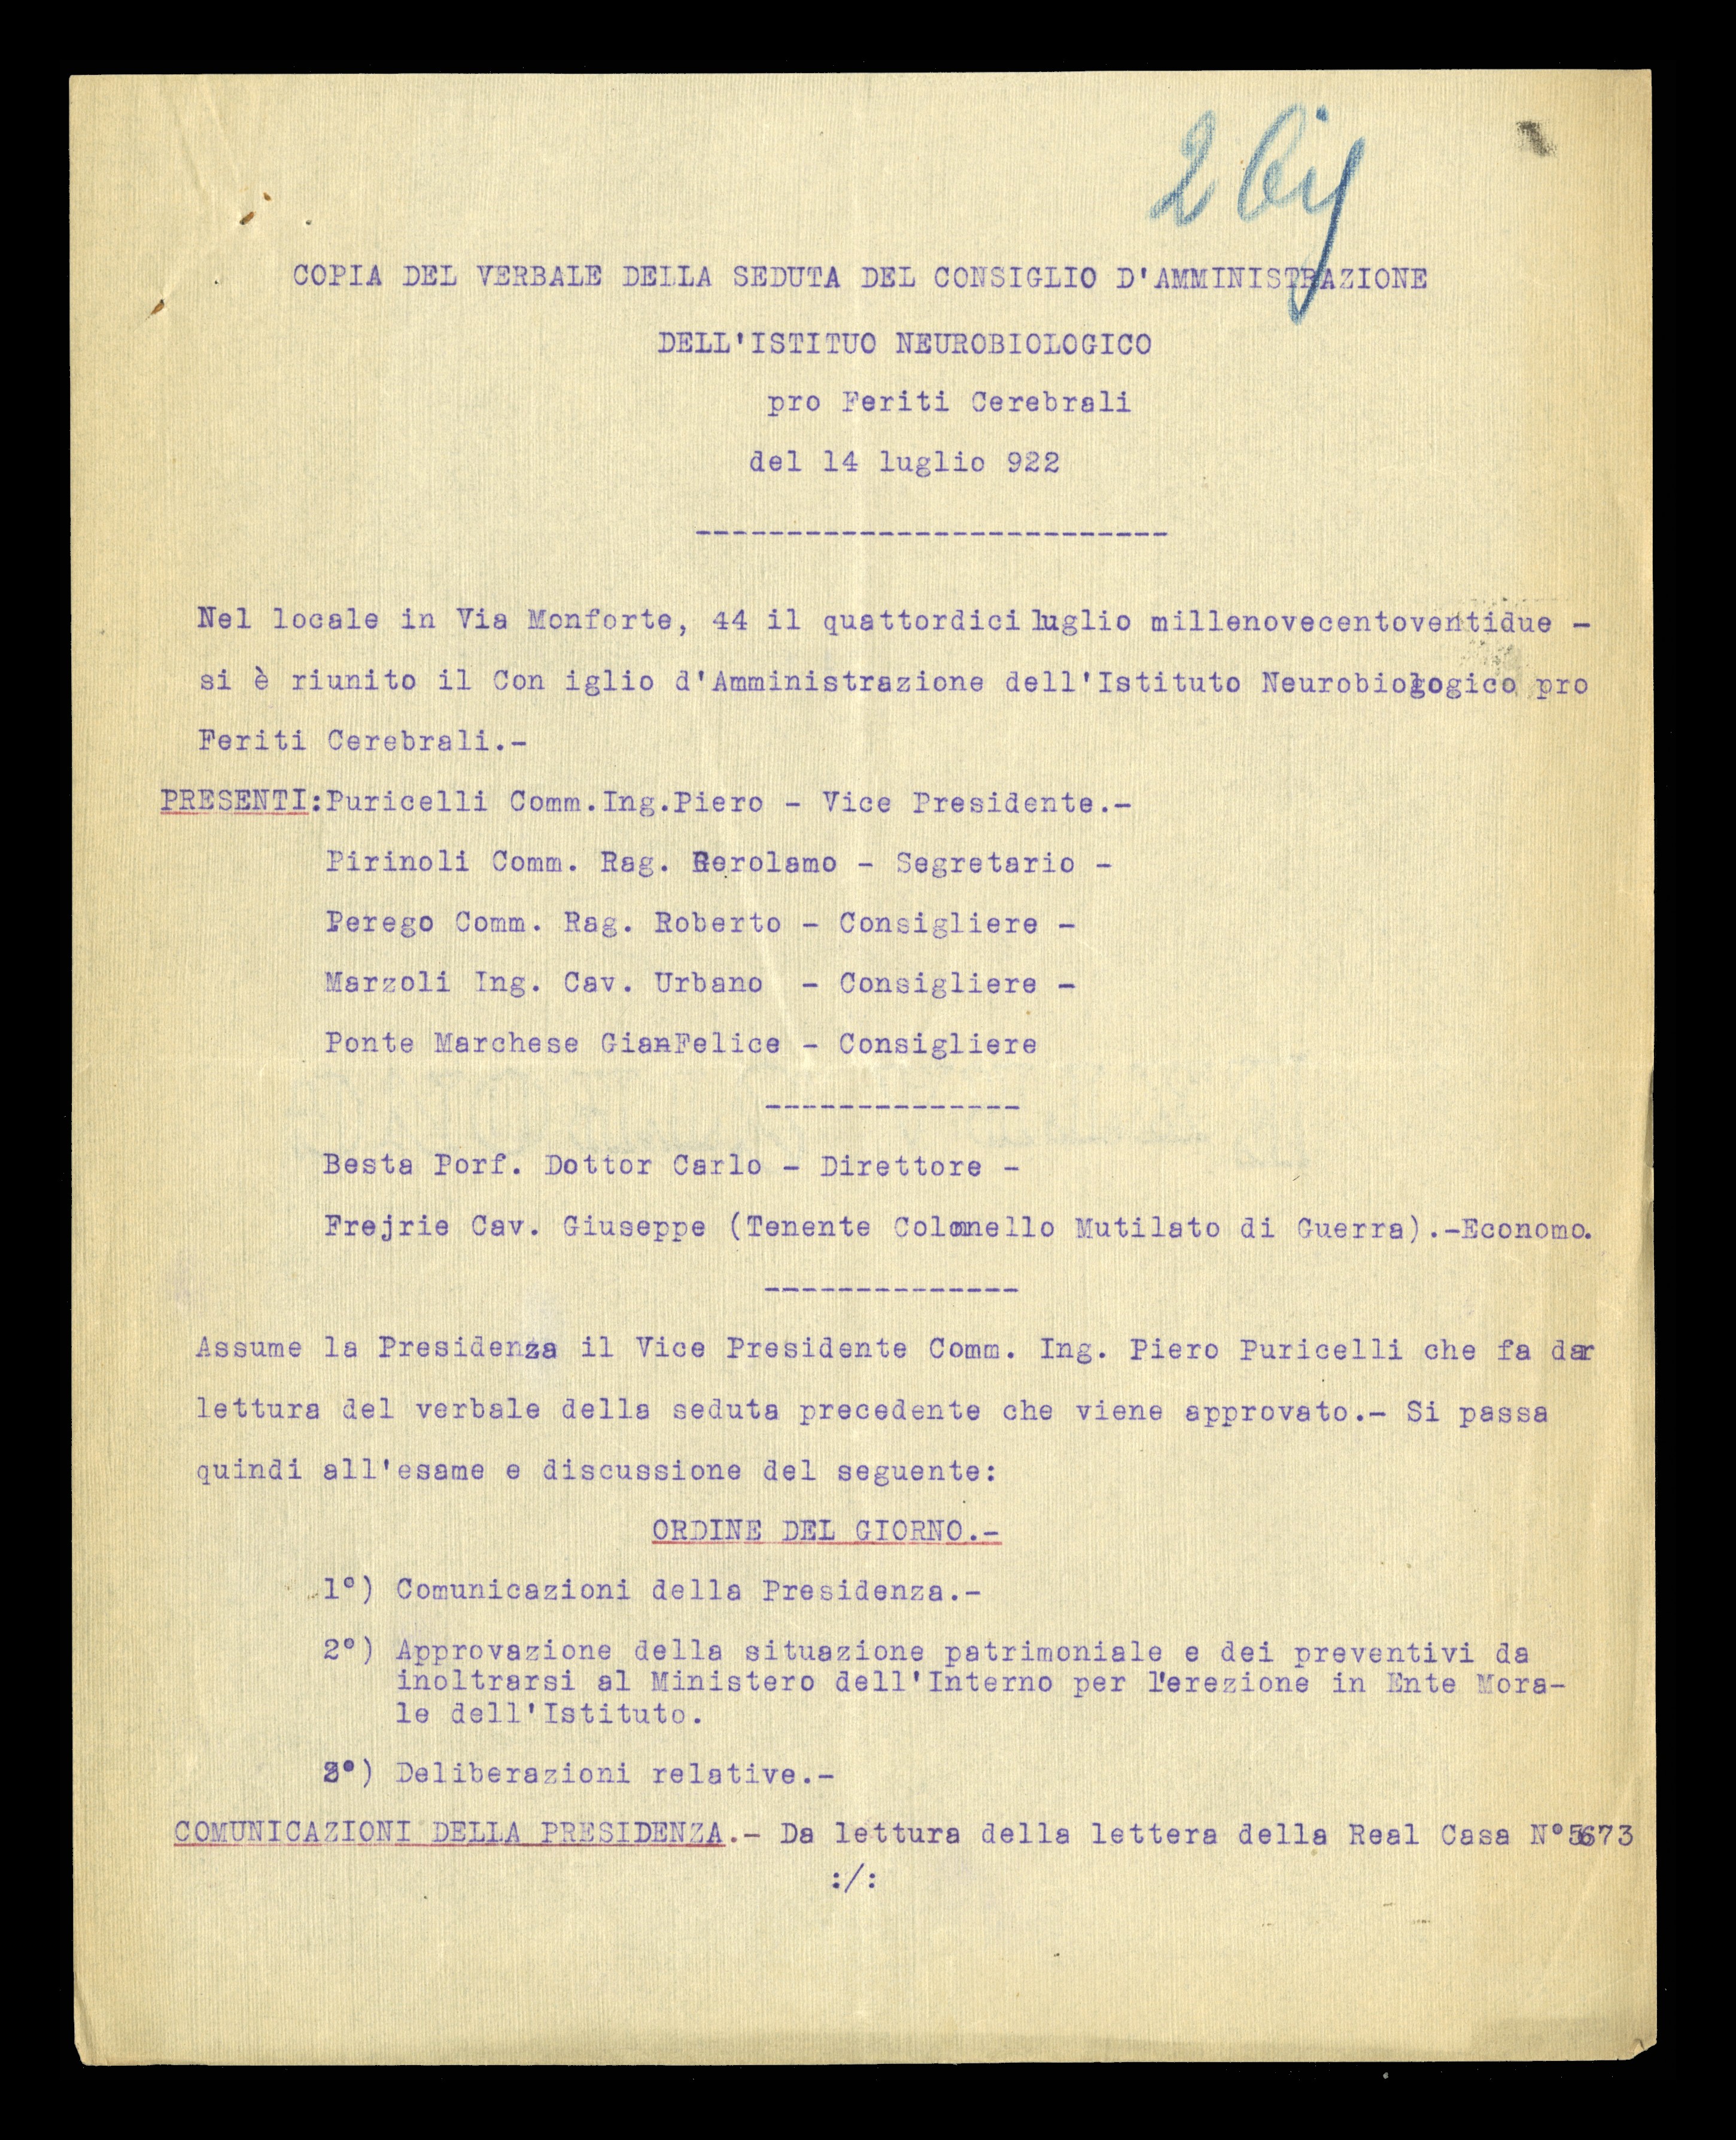 2 bis
COPIA DEL VERBALE DELLA SEDUTA DEL CONSIGLIO D'AMMINISTRAZIONE
DELL'ISTITUO NEUROBIOLOGICO
pro Feriti Cerebrali
del 14 luglio 922
--------------------------
Nel locale in Via Monforte, 44 il quattordici luglio millenovecentoventidue -
si è riunito il Con iglio d'Amministrazione dell'Istituto Neurobiologico pro
Feriti Cerebrali.-
PRESENTI:Puricelli Comm.Ing.Piero - Vice Presidente.-
Pirinoli Comm. Rag. Gerolamo - Segretario -
Perego Comm. Rag. Roberto - Consigliere -
Marzoli Ing. Cav. Urbano - Consigliere -
Ponte Marchese GianFelice - Consigliere
--------------
Besta Porf. Dottor Carlo - Direttore -
Frejrie Cav. Giuseppe (Tenente Colonnello Mutilato di Guerra).-Economo.
--------------
Assume la Presidenza il Vice Presidente Comm. Ing. Piero Puricelli che fa dar
lettura del verbale della seduta precedente che viene approvato.- Si passa
quindi all'esame e discussione del seguente:
ORDINE DEL GIORNO.-
1°) Comunicazioni della Presidenza.-
2°) Approvazione della situazione patrimoniale e dei preventivi da
inoltrarsi al Ministero dell'Interno per l'erezione in Ente Mora-
le dell'Istituto.
3°) Deliberazioni relative.-
COMUNICAZIONI DELLA PRESIDENZA.- Da lettura della lettera della Real Casa N°5673
:/: